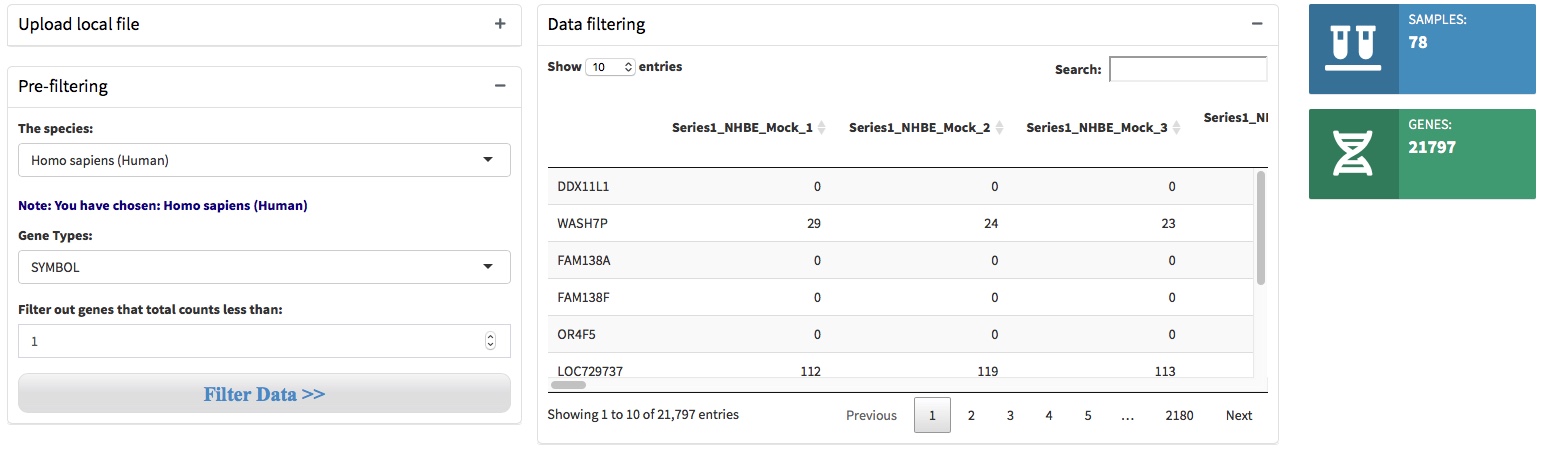 Upload local file +
Pre-filtering −
The species:
Homo sapiens (Human)
Note: You have chosen: Homo sapiens (Human)
Gene Types:
SYMBOL
Filter out genes that total counts less than:
1
Filter Data >>
Data filtering −
Show 10 entries Search:
Series1_NHBE_Mock_1 Series1_NHBE_Mock_2 Series1_NHBE_Mock_3
DDX11L1 0 0 0
WASH7P 29 24 23
FAM138A 0 0 0
FAM138F 0 0 0
OR4F5 0 0 0
LOC729737 112 119 113
Showing 1 to 10 of 21,797 entries Previous 1 2 3 4 5 … 2180 Next
SAMPLES:
78
GENES:
21797